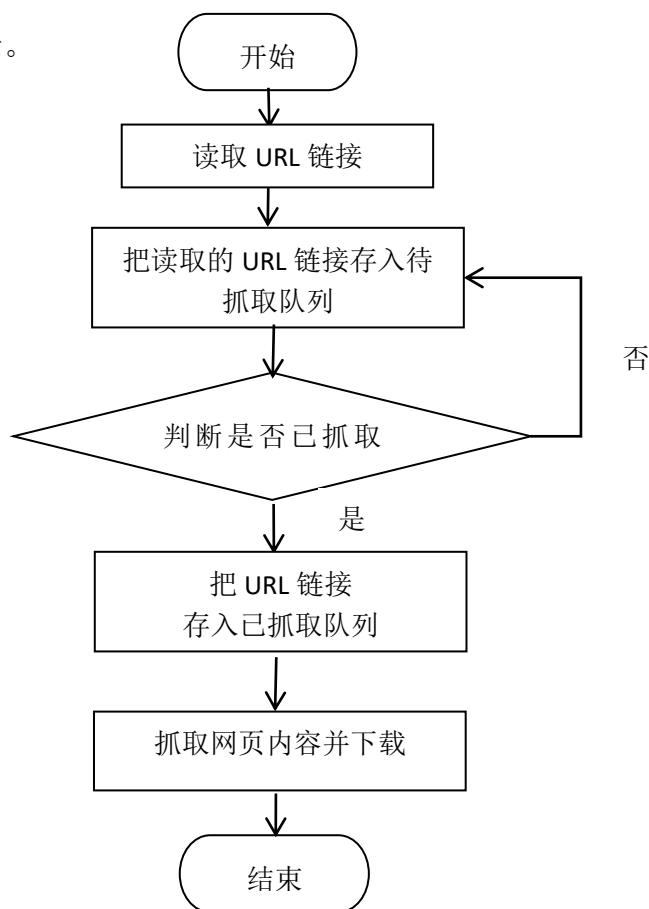 。
开始
读取 URL 链接
把读取的 URL 链接存入待
抓取队列
否
判断是否已抓取
是
把 URL 链接
存入已抓取队列
抓取网页内容并下载
结束